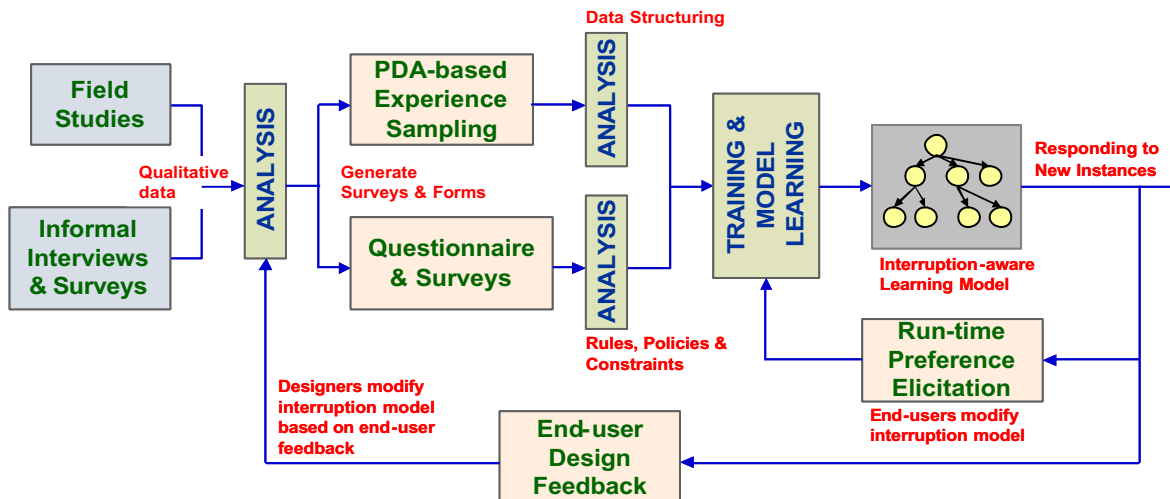 Field
Studies
Informal
Interviews
& Surveys
Qualitative
data
ANALYSIS
Generate
Surveys & Forms
PDA-based
Experience
Sampling
Questionnaire
& Surveys
Data Structuring
ANALYSIS
ANALYSIS
Rules, Policies &
Constraints
TRAINING &
MODEL
LEARNING
Interruption-aware
Learning Model
Responding to
New Instances
Run-time
Preference
Elicitation
End-users modify
interruption model
End-user
Design
Feedback
Designers modify
interruption model
based on end-user
feedback